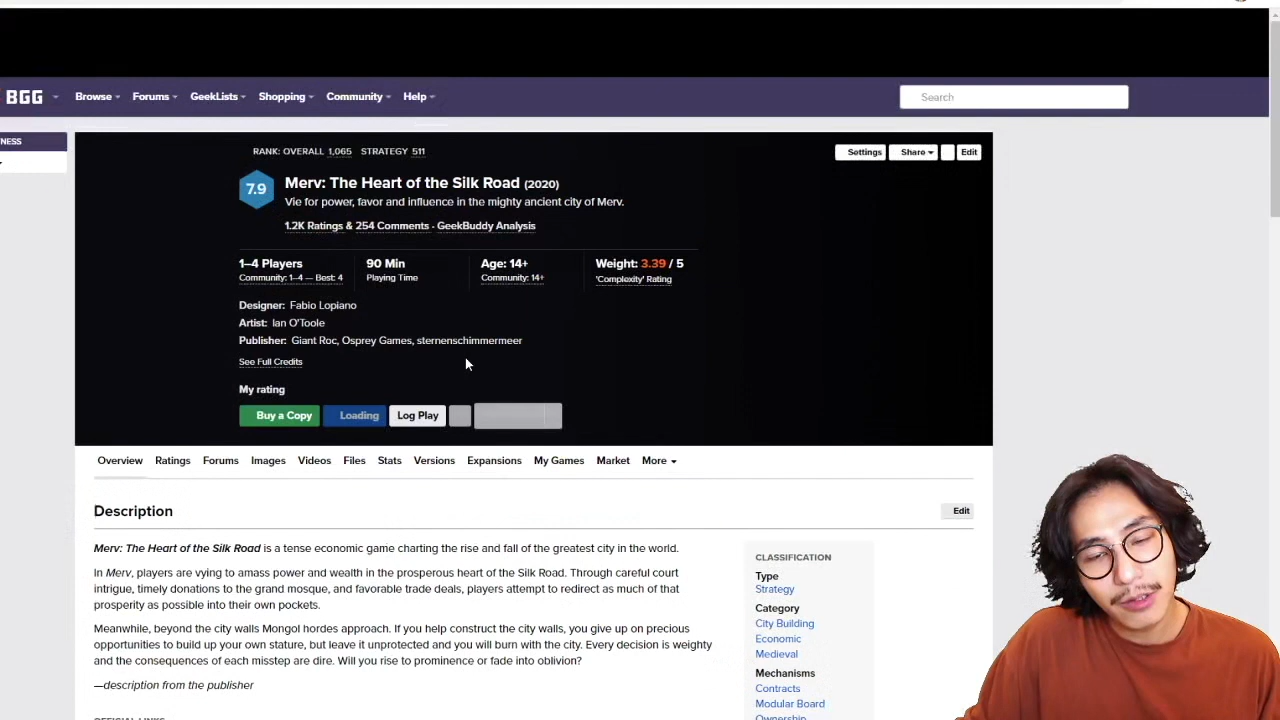 BGG Browse Forums GeekLists Shopping Community Help Search
NESS
RANK: OVERALL 1,065 STRATEGY 511
Settings Share Edit
7.9
Merv: The Heart of the Silk Road (2020)
Vie for power, favor and influence in the mighty ancient city of Merv.
1.2K Ratings & 254 Comments · GeekBuddy Analysis
1–4 Players 90 Min Age: 14+ Weight: 3.39 / 5
Community: 1–4 — Best: 4 Playing Time Community: 14+ 'Complexity' Rating
Designer: Fabio Lopiano
Artist: Ian O'Toole
Publisher: Giant Roc, Osprey Games, sternenschimmermeer
See Full Credits
My rating
Buy a Copy Loading Log Play
Overview Ratings Forums Images Videos Files Stats Versions Expansions My Games Market More
Description Edit
Merv: The Heart of the Silk Road is a tense economic game charting the rise and fall of the greatest city in the world.
In Merv, players are vying to amass power and wealth in the prosperous heart of the Silk Road. Through careful court
intrigue, timely donations to the grand mosque, and favorable trade deals, players attempt to redirect as much of that
prosperity as possible into their own pockets.
Meanwhile, beyond the city walls Mongol hordes approach. If you help construct the city walls, you give up on precious
opportunities to build up your own stature, but leave it unprotected and you will burn with the city. Every decision is weighty
and the consequences of each misstep are dire. Will you rise to prominence or fade into oblivion?
—description from the publisher
OFFICIAL LINKS
CLASSIFICATION
Type
Strategy
Category
City Building
Economic
Medieval
Mechanisms
Contracts
Modular Board
Ownership